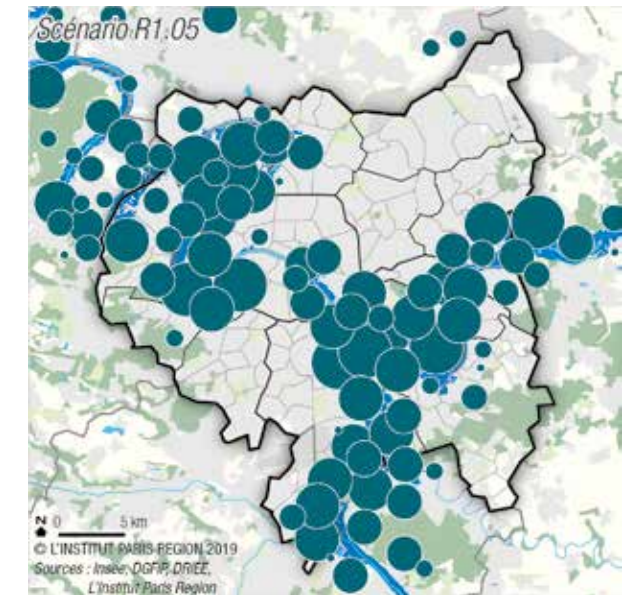 Scénario R1.05
N 0 5 km
© L'INSTITUT PARIS REGION 2019
Sources : Insee, DGFiP, DRIEE,
L'Institut Paris Region